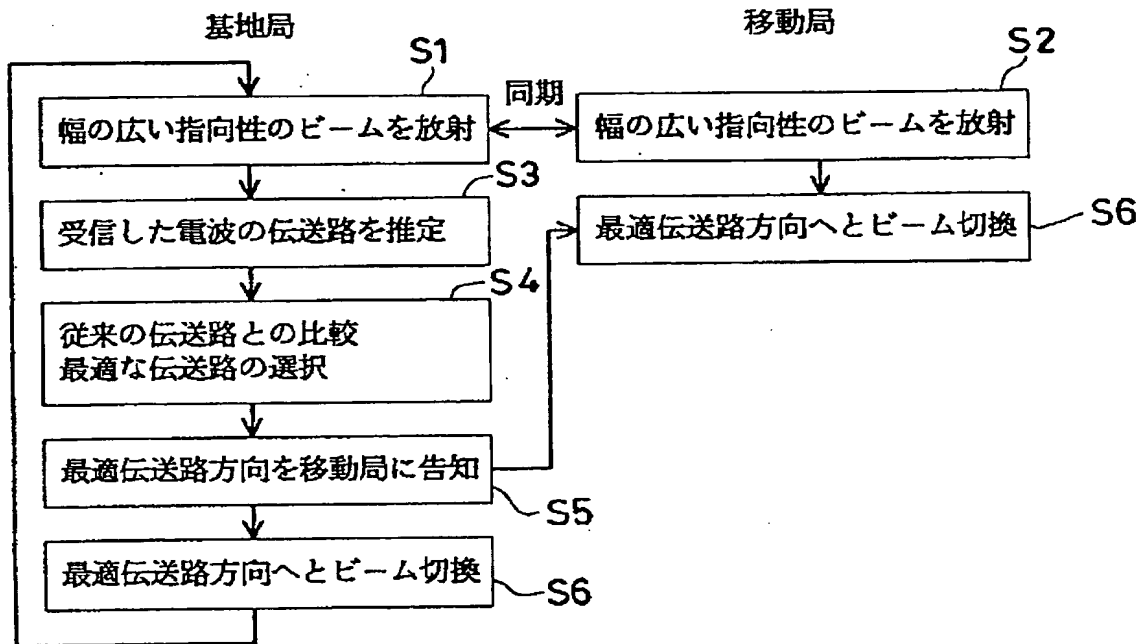 基地局
移動局
S1
S2
同期
幅の広い指向性のビームを放射
幅の広い指向性のビームを放射
S3
受信した電波の伝送路を推定
最適伝送路方向へとビーム切換
S6
S4
従来の伝送路との比較
最適な伝送路の選択
最適伝送路方向を移動局に告知
S5
最適伝送路方向へとビーム切換
S6